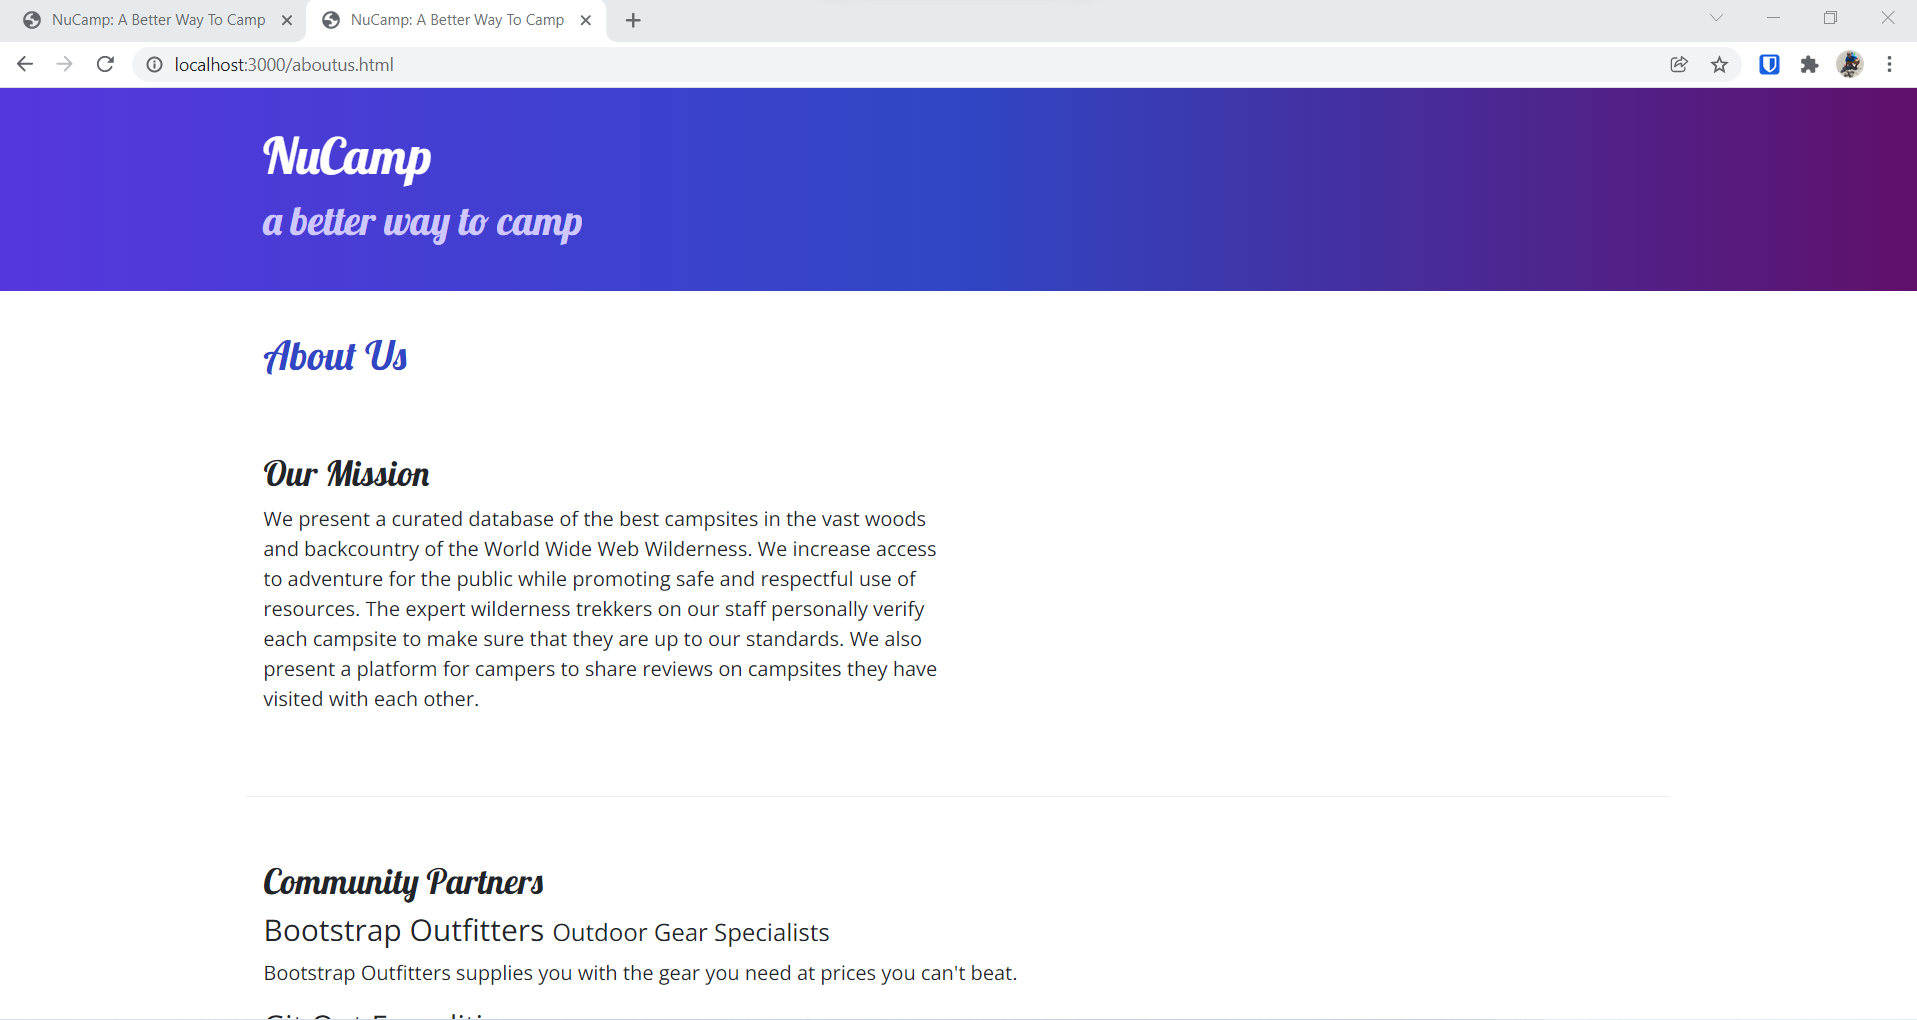 NuCamp: A Better Way To Camp
NuCamp: A Better Way To Camp
localhost:3000/aboutus.html
NuCamp
a better way to camp
About Us
Our Mission
We present a curated database of the best campsites in the vast woods
and backcountry of the World Wide Web Wilderness. We increase access
to adventure for the public while promoting safe and respectful use of
resources. The expert wilderness trekkers on our staff personally verify
each campsite to make sure that they are up to our standards. We also
present a platform for campers to share reviews on campsites they have
visited with each other.
Community Partners
Bootstrap Outfitters Outdoor Gear Specialists
Bootstrap Outfitters supplies you with the gear you need at prices you can't beat.